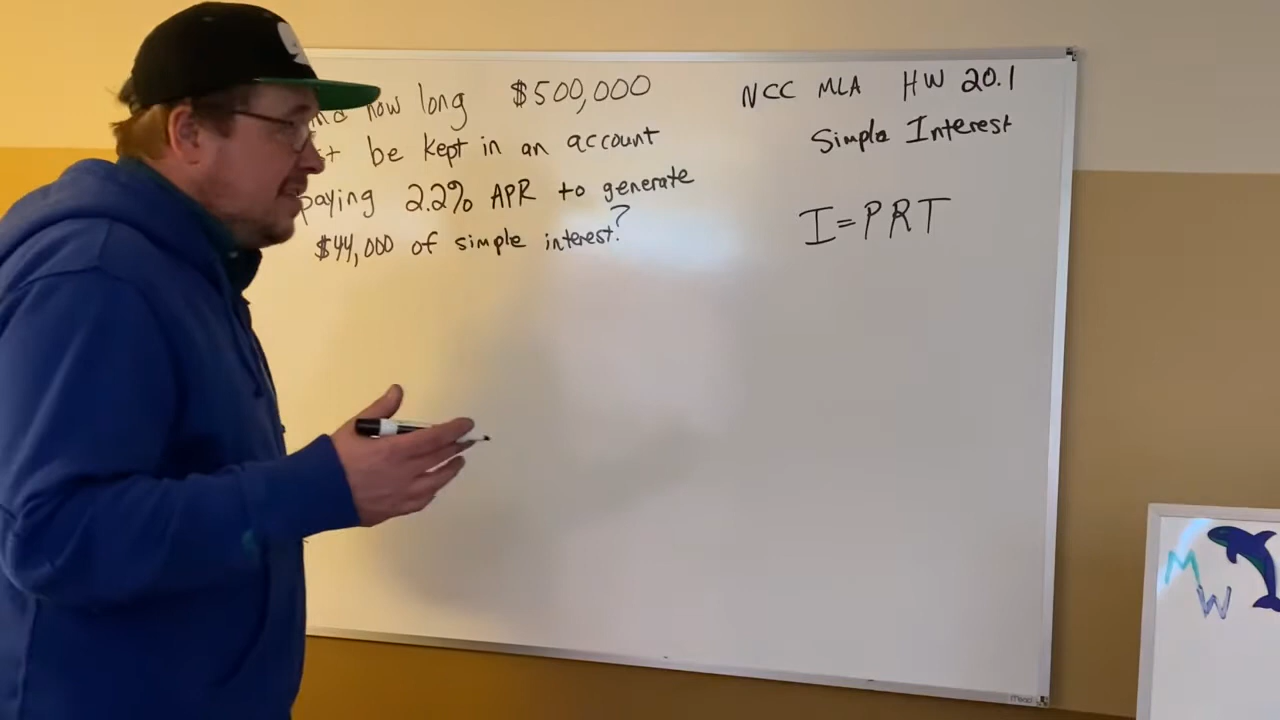 how long $500,000
be kept in an account
paying 2.2% APR to generate
$44,000 of simple interest?
NCC MLA HW 20.1
Simple Interest
I=PRT
M
W